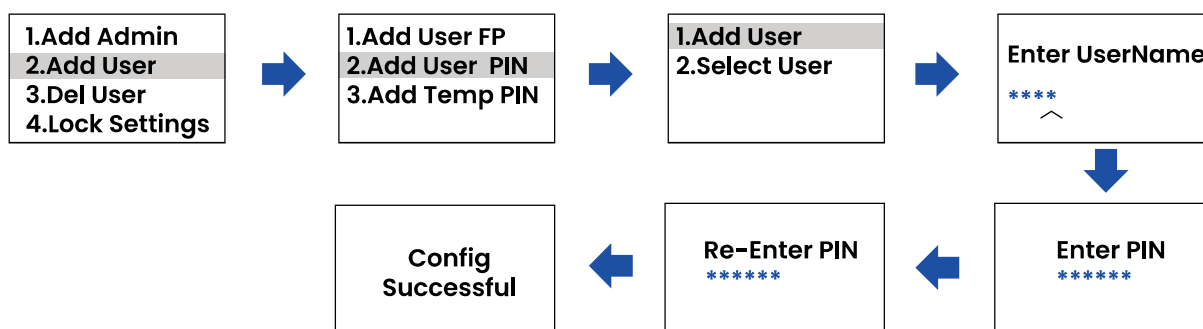 1.Add Admin
2.Add User
3.Del User
4.Lock Settings
1.Add User FP
2.Add User PIN
3.Add Temp PIN
1.Add User
2.Select User
Enter UserName
****
Enter PIN
******
Re-Enter PIN
******
Config
Successful